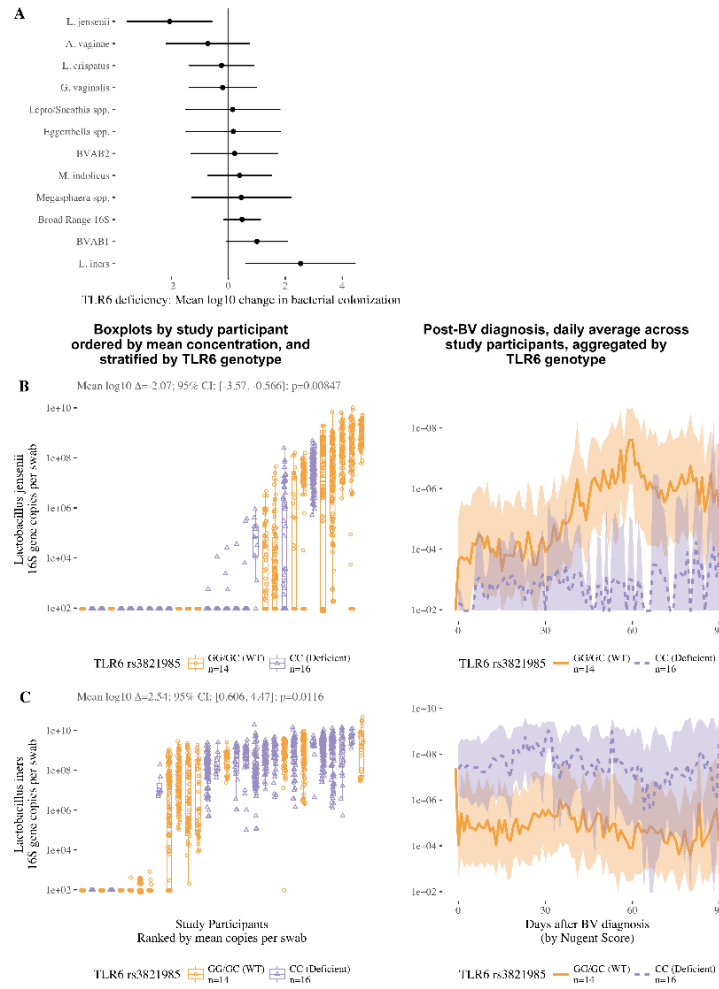 A
L. jensenii
A. vaginae
L. crispatus
G. vaginalis
Lepto/Sneathia spp.
Eggerthella spp.
BVAB2
M. indolicus
Megasphaera spp.
Broad Range 16S
BVAB1
L. iners
2 0 2 4
TLR6 deficiency: Mean log10 change in bacterial colonization
Boxplots by study participant
ordered by mean concentration, and
stratified by TLR6 genotype
Post-BV diagnosis, daily average across
study participants, aggregated by
TLR6 genotype
B
Mean log10 Δ=-2.07; 95% CI: [-3.57, -0.566]; p=0.00847
Lactobacillus jensenii
16S gene copies per swab
1e+10
1e+08
1e+06
1e+04
1e+02
1e−08
1e−06
1e−04
1e−02
0 30 60 90
TLR6 rs3821985 GG/GC (WT) n=14 CC (Deficient) n=16
TLR6 rs3821985 GG/GC (WT) n=14 CC (Deficient) n=16
C
Mean log10 Δ=2.54; 95% CI: [0.606, 4.47]; p=0.0116
Lactobacillus iners
16S gene copies per swab
1e+10
1e+08
1e+06
1e+04
1e+02
1e−10
1e−08
1e−06
1e−04
1e−02
0 30 60 90
Study Participants
Ranked by mean copies per swab
Days after BV diagnosis
(by Nugent Score)
TLR6 rs3821985 GG/GC (WT) n=14 CC (Deficient) n=16
TLR6 rs3821985 GG/GC (WT) n=14 CC (Deficient) n=16